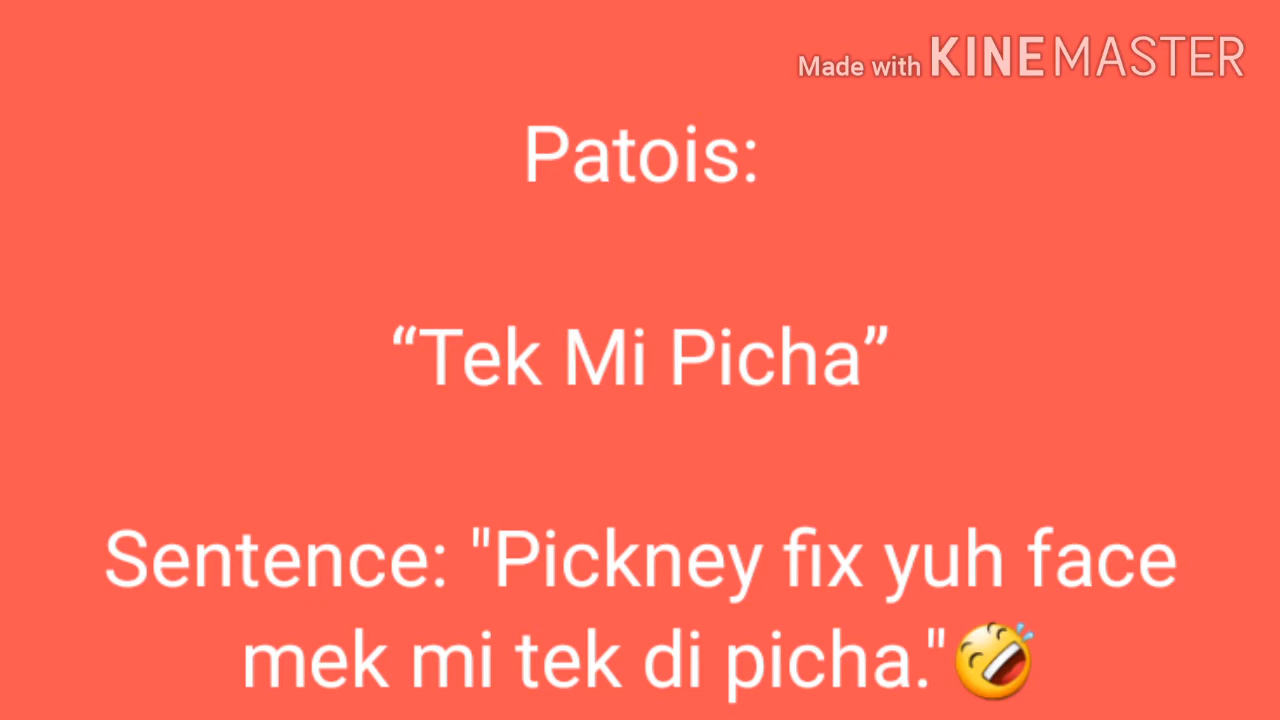 Made with KINEMASTER
Patois:
“Tek Mi Picha”
Sentence: "Pickney fix yuh face
mek mi tek di picha."🤣